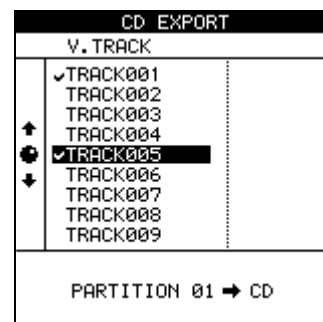 CD EXPORT
V.TRACK
✓TRACK001
TRACK002
TRACK003
TRACK004
✓TRACK005
TRACK006
TRACK007
TRACK008
TRACK009
PARTITION 01 ➡ CD